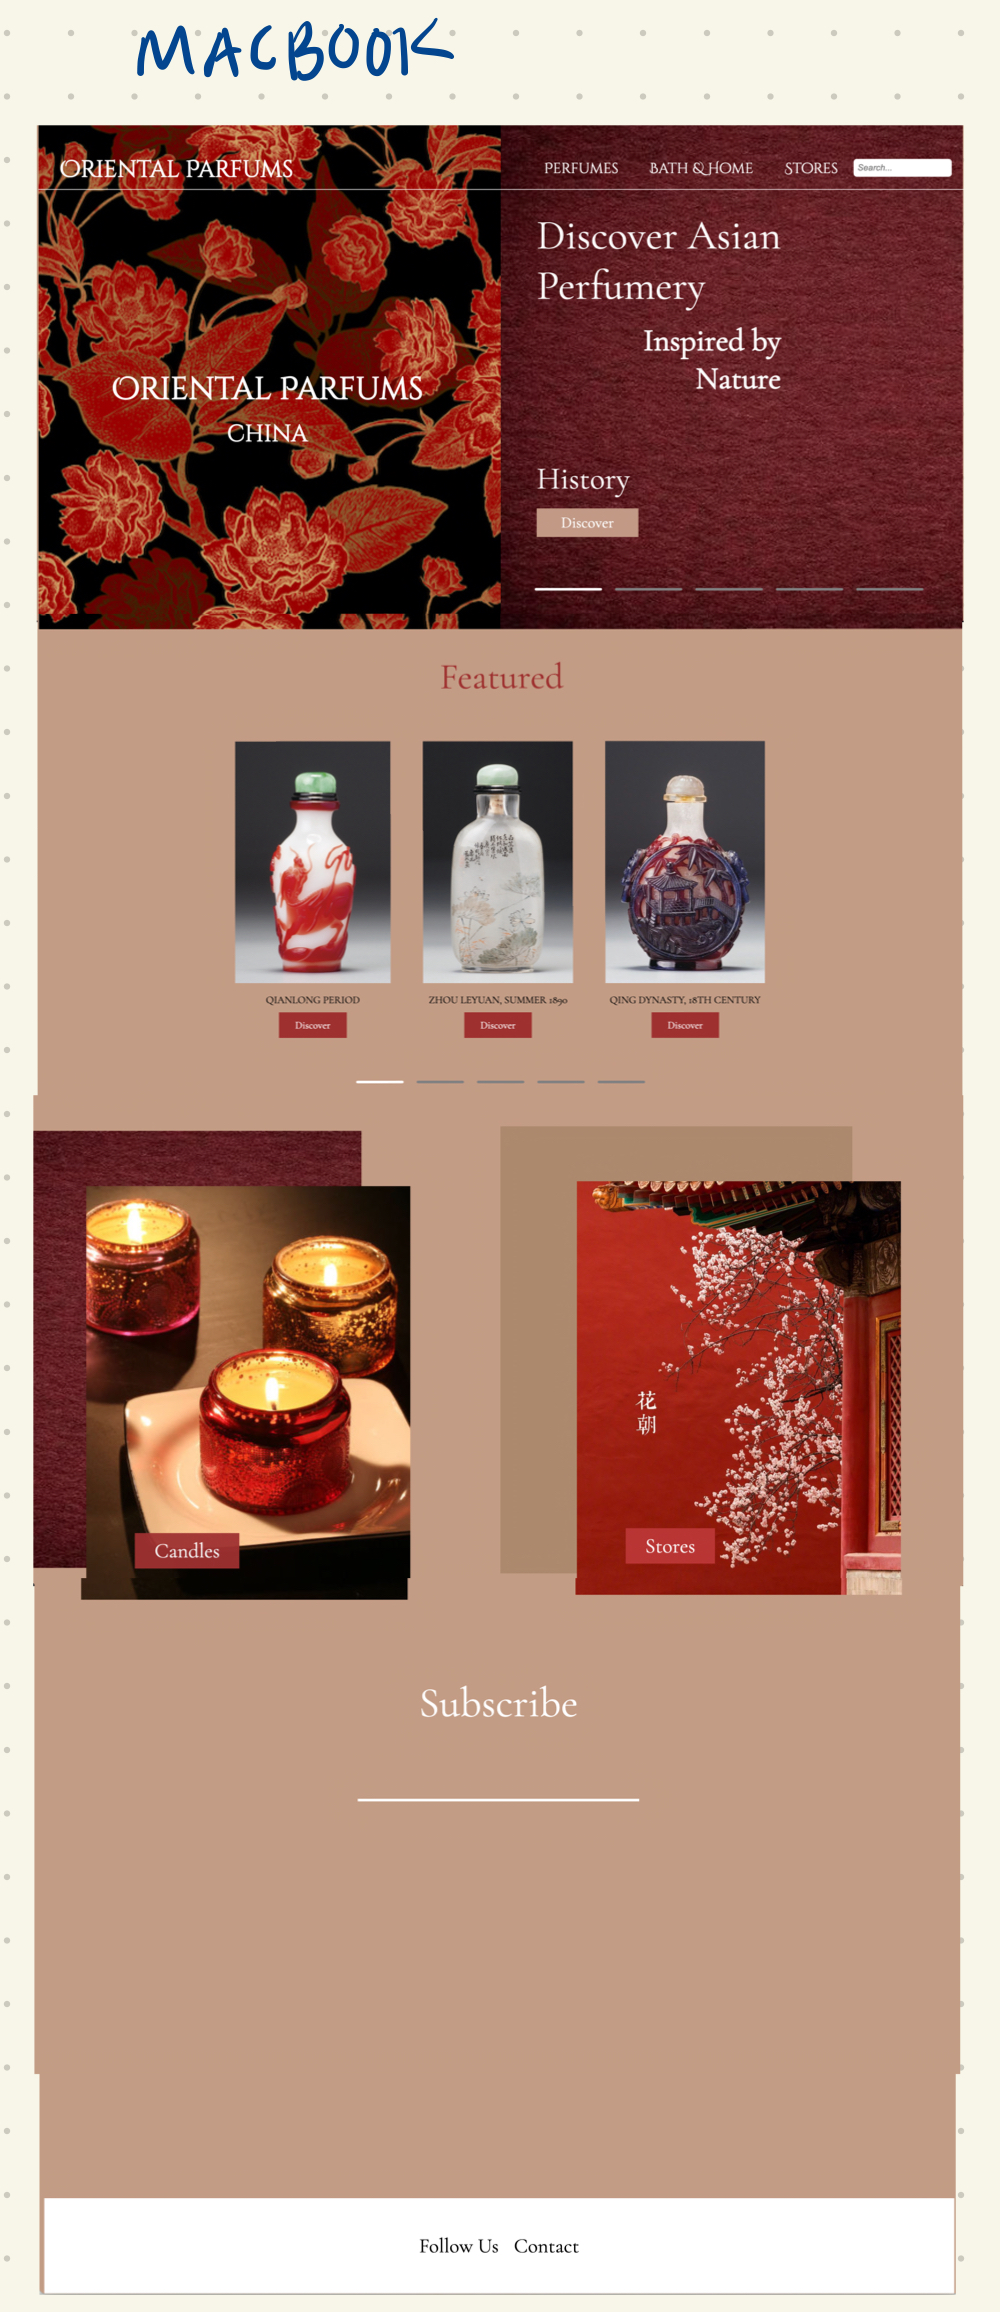 MACBOOK
ORIENTAL PARFUMS
PERFUMES BATH & HOME STORES Search...
Discover Asian
Perfumery
Inspired by
Nature
ORIENTAL PARFUMS
CHINA
History
Discover
Featured
QIANLONG PERIOD
Discover
ZHOU LEYUAN, SUMMER 1890
Discover
QING DYNASTY, 18TH CENTURY
Discover
Candles
花
朝
Stores
Subscribe
Follow Us Contact